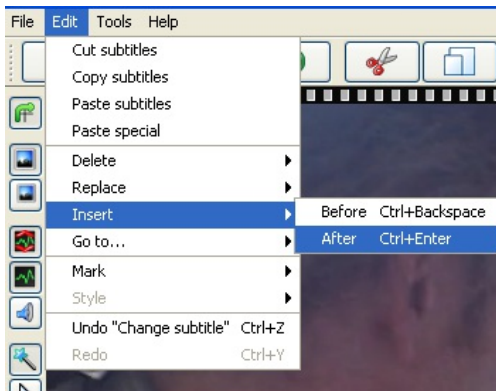 File Edit Tools Help
Cut subtitles
Copy subtitles
Paste subtitles
Paste special
Delete
Replace
Insert
Before Ctrl+Backspace
After Ctrl+Enter
Go to...
Mark
Style
Undo "Change subtitle" Ctrl+Z
Redo Ctrl+Y